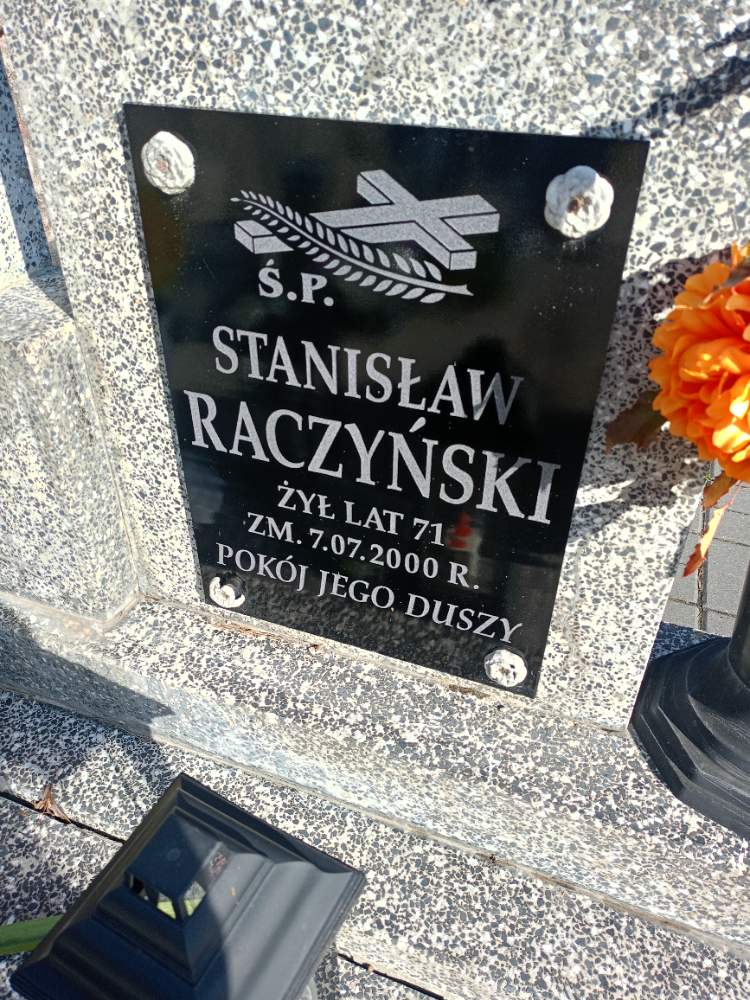 Ś.P.
STANISŁAW
RACZYŃSKI
ŻYŁ LAT 71
ZM. 7.07.2000 R.
POKÓJ JEGO DUSZY